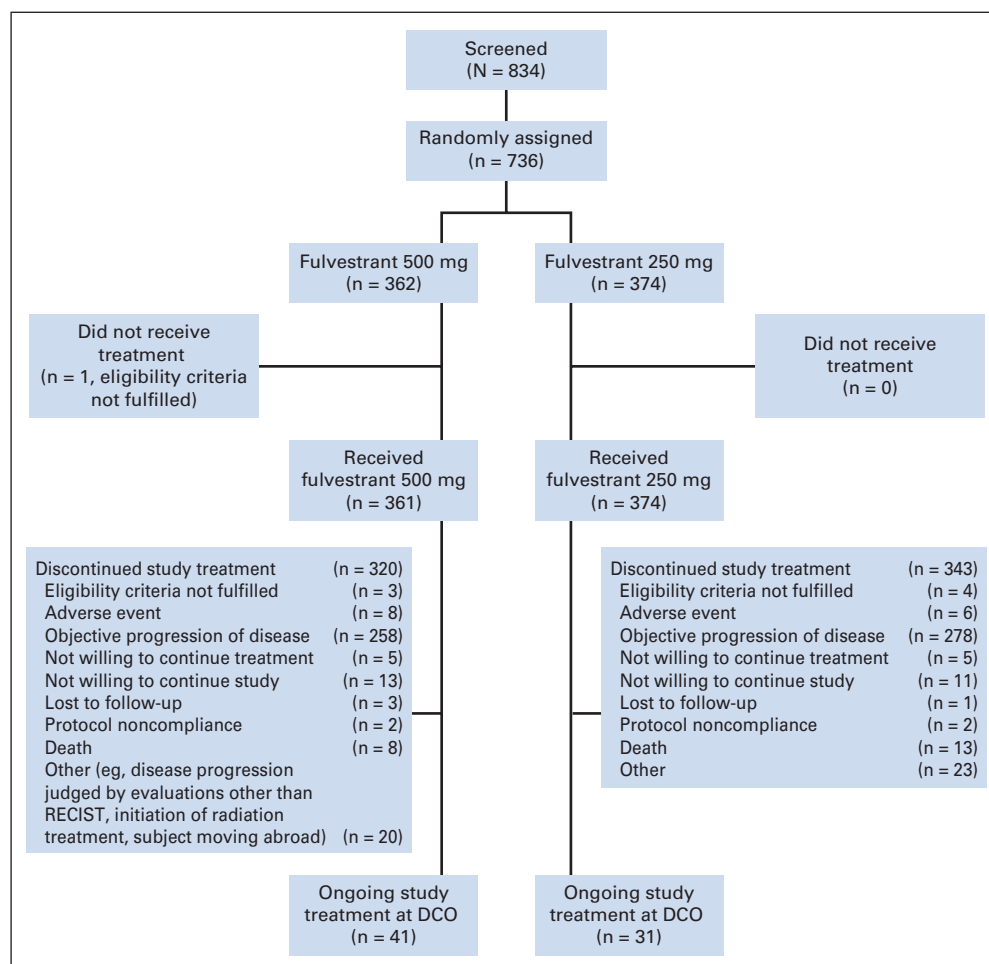 Screened
(N = 834)
Randomly assigned
(n = 736)
Fulvestrant 500 mg
(n = 362)
Fulvestrant 250 mg
(n = 374)
Did not receive
treatment
(n = 1, eligibility criteria
not fulfilled)
Did not receive
treatment
(n = 0)
Received
fulvestrant 500 mg
(n = 361)
Received
fulvestrant 250 mg
(n = 374)
Discontinued study treatment (n = 320)
Eligibility criteria not fulfilled (n = 3)
Adverse event (n = 8)
Objective progression of disease (n = 258)
Not willing to continue treatment (n = 5)
Not willing to continue study (n = 13)
Lost to follow-up (n = 3)
Protocol noncompliance (n = 2)
Death (n = 8)
Other (eg, disease progression
judged by evaluations other than
RECIST, initiation of radiation
treatment, subject moving abroad) (n = 20)
Discontinued study treatment (n = 343)
Eligibility criteria not fulfilled (n = 4)
Adverse event (n = 6)
Objective progression of disease (n = 278)
Not willing to continue treatment (n = 5)
Not willing to continue study (n = 11)
Lost to follow-up (n = 1)
Protocol noncompliance (n = 2)
Death (n = 13)
Other (n = 23)
Ongoing study
treatment at DCO
(n = 41)
Ongoing study
treatment at DCO
(n = 31)